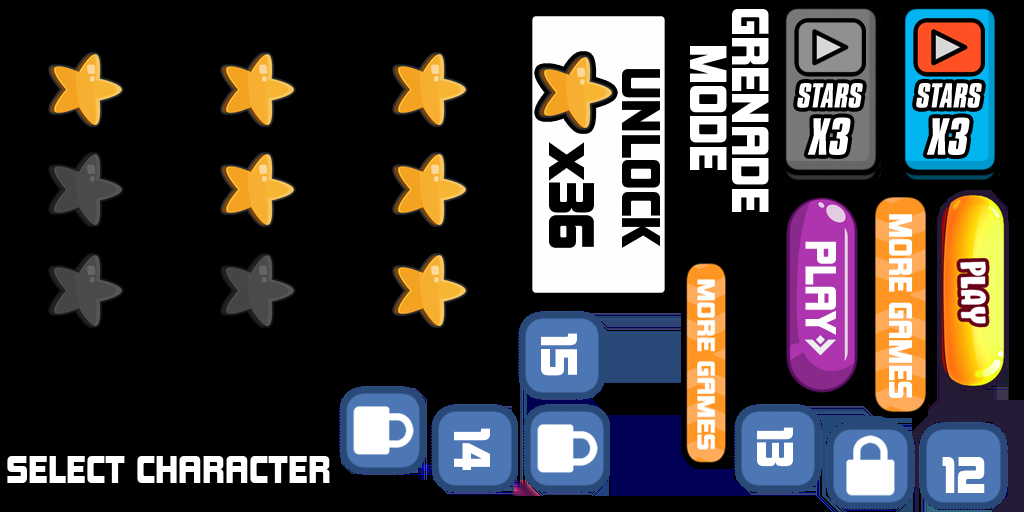 UNLOCK
X36
GRENADE
MODE
STARS
X3
STARS
X3
PLAY
MORE GAMES
PLAY
MORE GAMES
15
14
13
12
SELECT CHARACTER